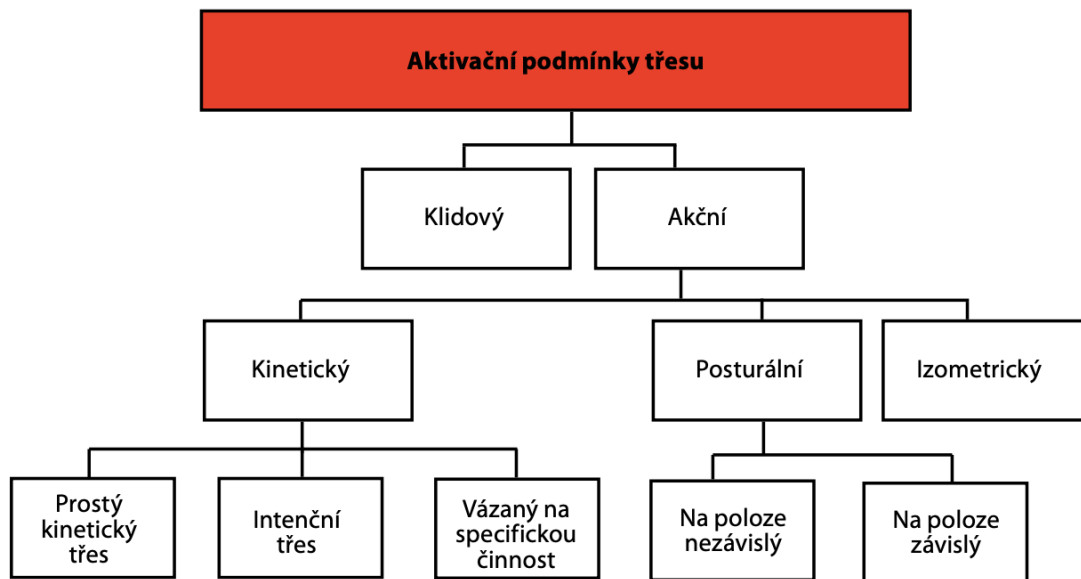 Aktivační podmínky třesu
Klidový
Akční
Kinetický
Posturální
Izometrický
Prostý
kinetický
třes
Intenční
třes
Vázaný na
specifickou
činnost
Na poloze
nezávislý
Na poloze
závislý